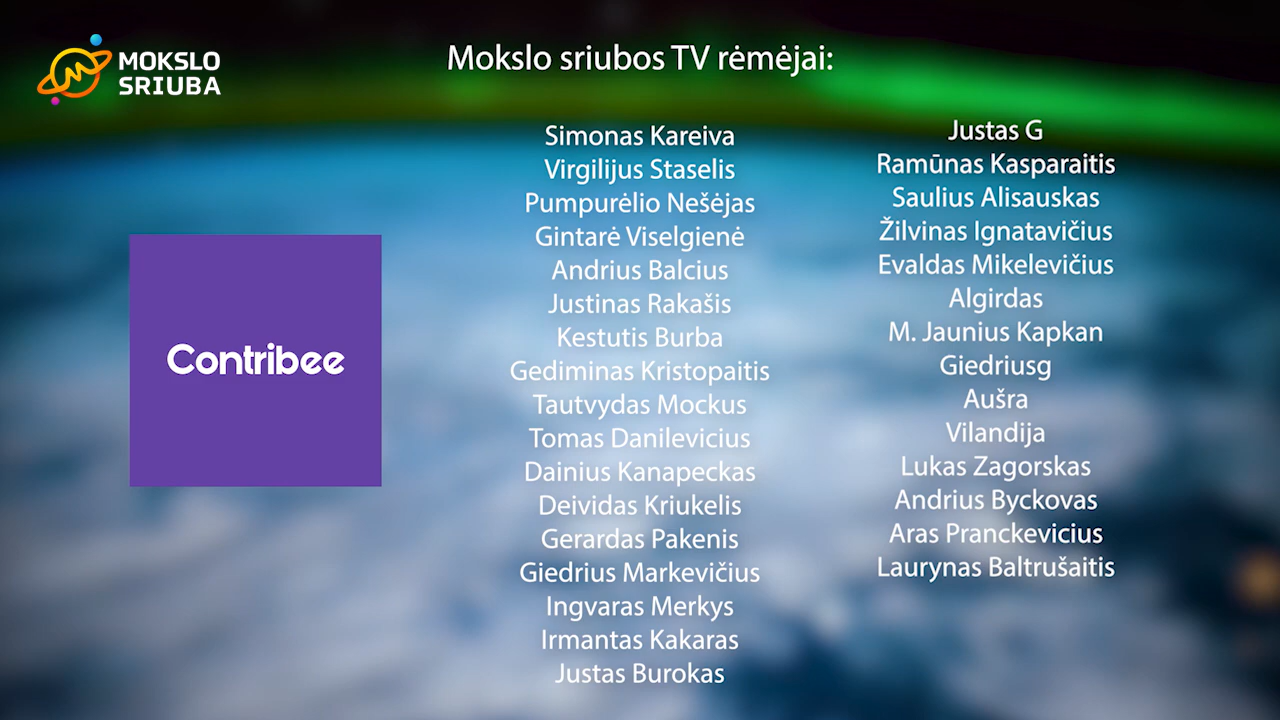 MOKSLO
SRIUBA
Mokslo sriubos TV rėmėjai:
Contribee
Simonas Kareiva
Virgilijus Staselis
Pumpurėlio Nešėjas
Gintarė Viselgienė
Andrius Balcius
Justinas Rakašis
Kestutis Burba
Gediminas Kristopaitis
Tautvydas Mockus
Tomas Danilevicius
Dainius Kanapeckas
Deividas Kriukelis
Gerardas Pakenis
Giedrius Markevičius
Ingvaras Merkys
Irmantas Kakaras
Justas Burokas
Justas G
Ramūnas Kasparaitis
Saulius Alisauskas
Žilvinas Ignatavičius
Evaldas Mikelevičius
Algirdas
M. Jaunius Kapkan
Giedriusg
Aušra
Vilandija
Lukas Zagorskas
Andrius Byckovas
Aras Pranckevicius
Laurynas Baltrušaitis